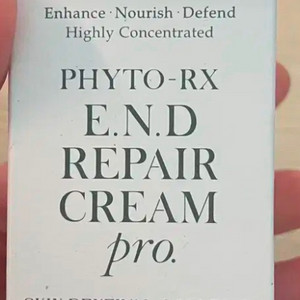 Enhance · Nourish · Defend
Highly Concentrated
PHYTO-RX
E.N.D
REPAIR
CREAM
pro.